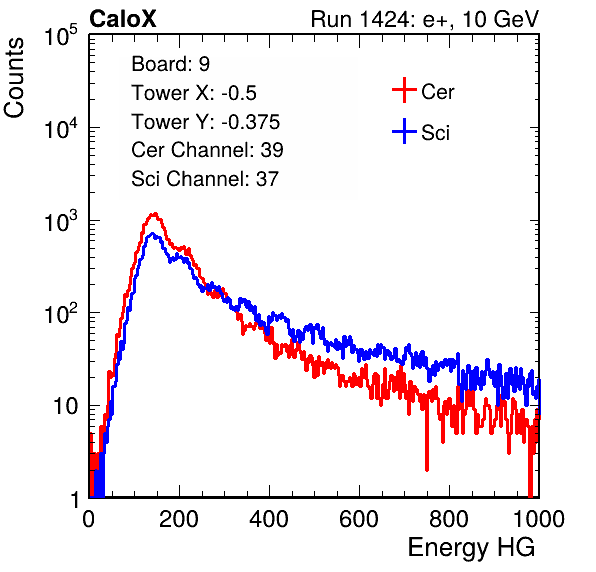 CaloX Run 1424: e+, 10 GeV
Counts
10^5
10^4
10^3
10^2
10
1
Board: 9
Tower X: -0.5
Tower Y: -0.375
Cer Channel: 39
Sci Channel: 37
Cer
Sci
0 200 400 600 800 1000
Energy HG